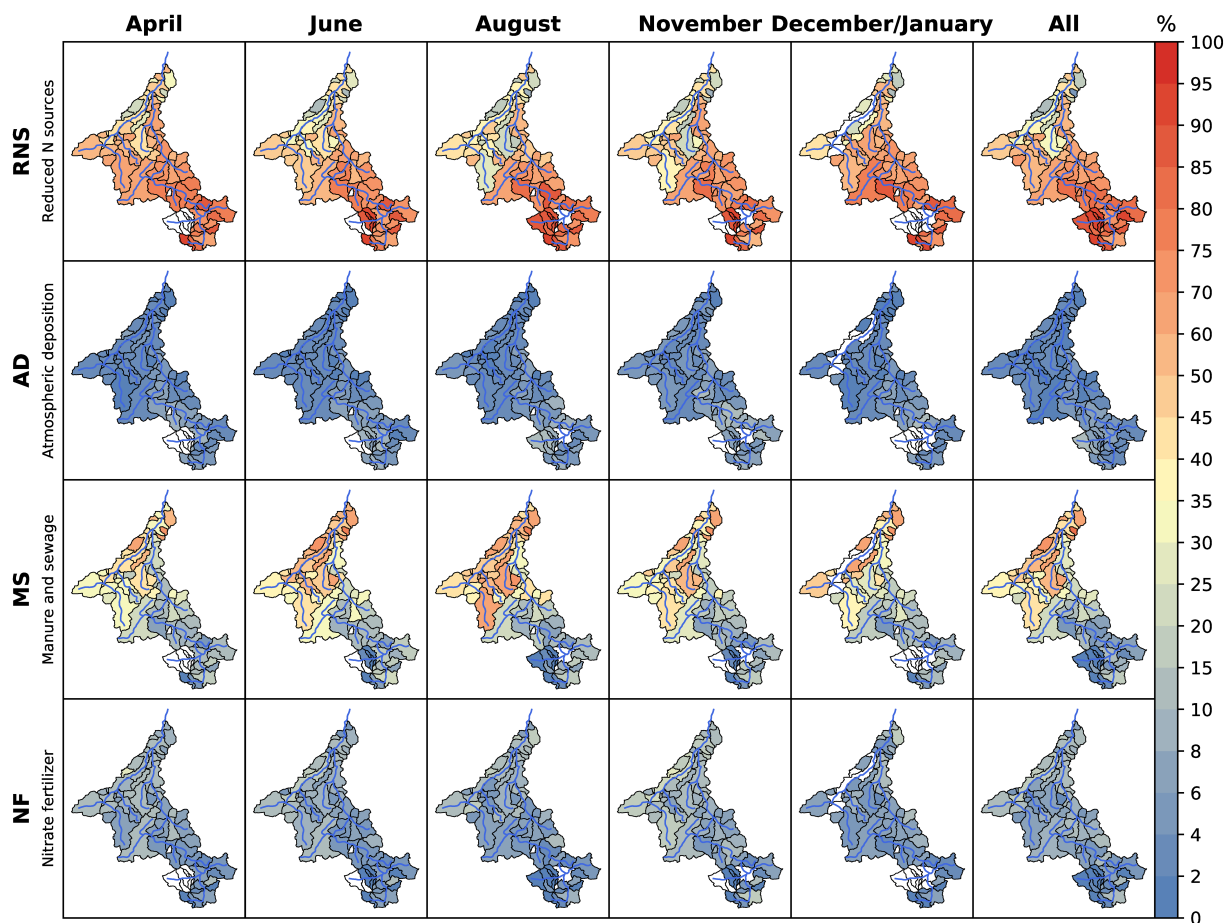 April June August November December/January All %
RNS
Reduced N sources
AD
Atmospheric deposition
MS
Manure and sewage
NF
Nitrate fertilizer
100
95
90
85
80
75
70
60
50
45
40
35
30
25
20
15
10
8
6
4
2
0